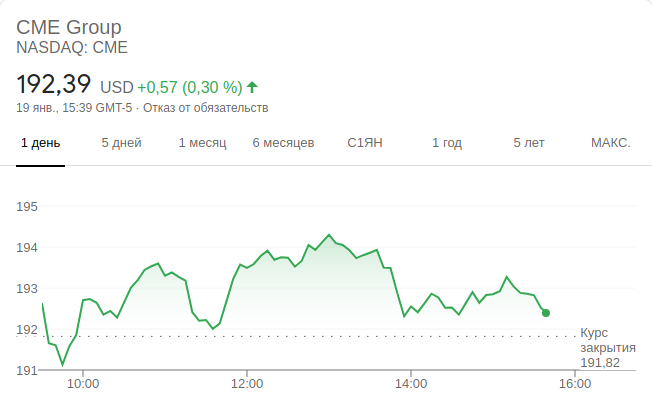 CME Group
NASDAQ: CME
192,39 USD +0,57 (0,30 %)
19 янв., 15:39 GMT-5 · Отказ от обязательств
1 день 5 дней 1 месяц 6 месяцев С1ЯН 1 год 5 лет МАКС.
195
194
193
192
Курс
закрытия
191,82
191
10:00 12:00 14:00 16:00